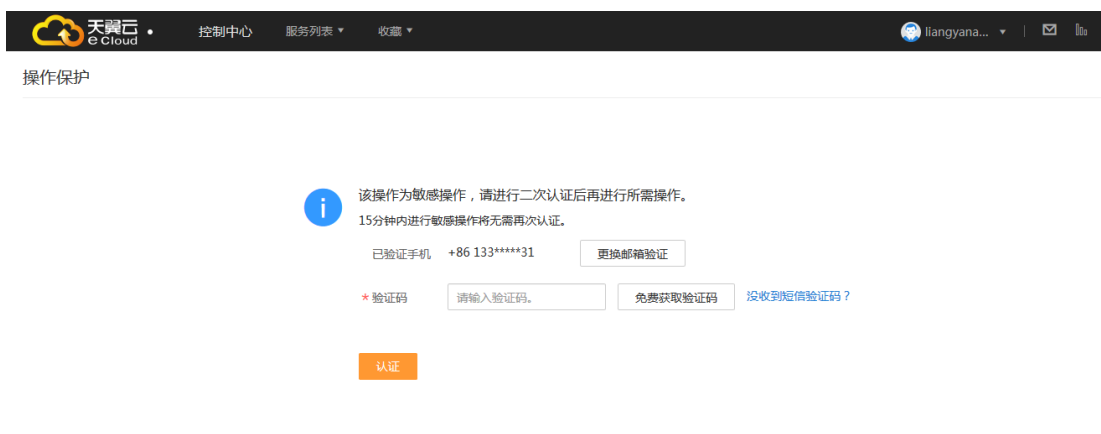 天翼云 • 控制中心 服务列表 ▼ 收藏 ▼ liangyana... ▼
e Cloud
操作保护
该操作为敏感操作，请进行二次认证后再进行所需操作。
15分钟内进行敏感操作将无需再次认证。
已验证手机 +86 133*****31 更换邮箱验证
* 验证码 请输入验证码。 免费获取验证码 没收到短信验证码？
认证